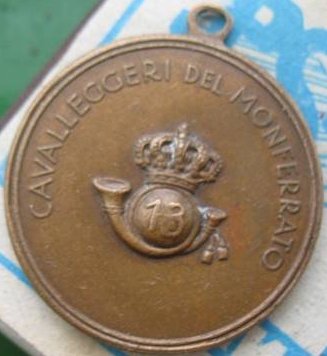 CAVALLEGGERI DEL MONFERRATO
13